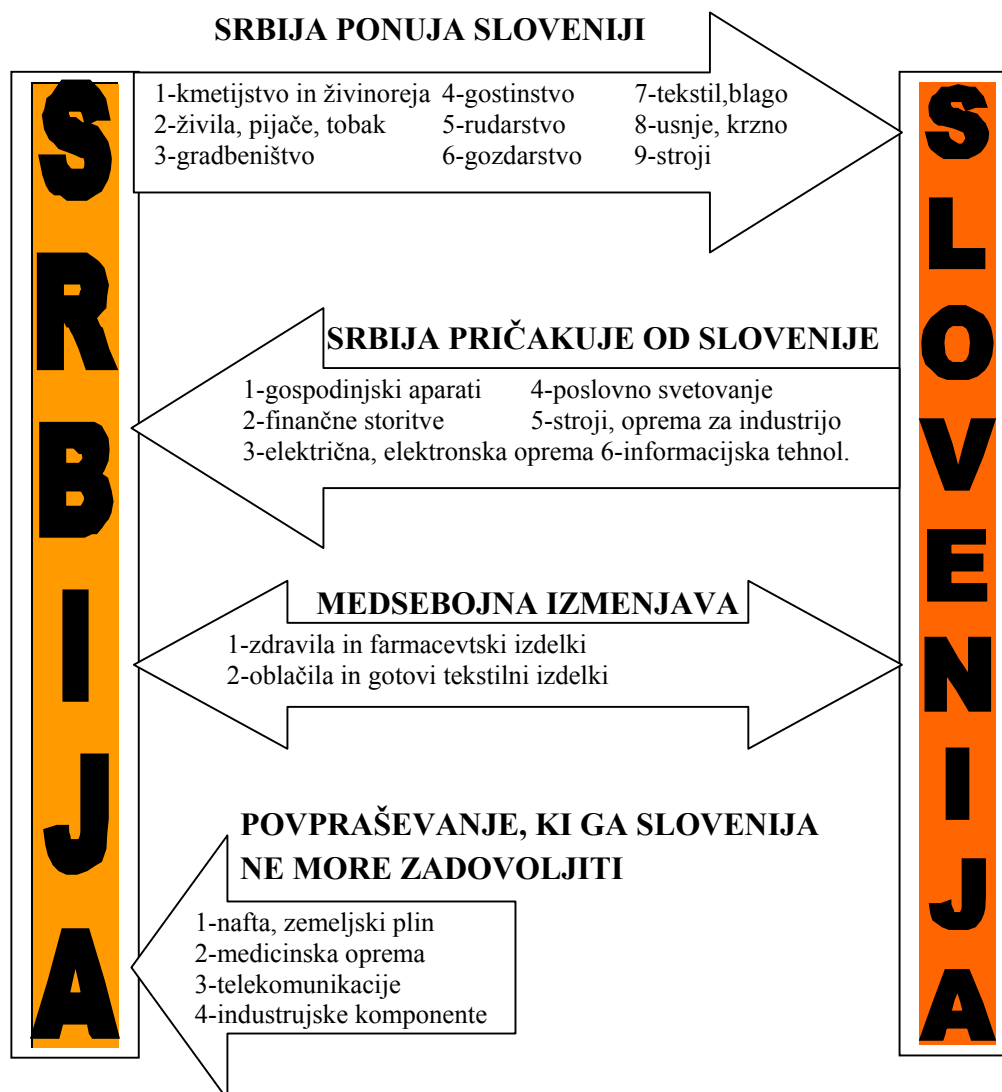 SRBIJA PONUJA SLOVENIJI
1-kmetijstvo in živinoreja 4-gostinstvo 7-tekstil,blago
2-živila, pijače, tobak 5-rudarstvo 8-usnje, krzno
3-gradbeništvo 6-gozdarstvo 9-stroji
SRBIJA
SLOVENIJA
SRBIJA PRIČAKUJE OD SLOVENIJE
1-gospodinjski aparati 4-poslovno svetovanje
2-finančne storitve 5-stroji, oprema za industrijo
3-električna, elektronska oprema 6-informacijska tehnol.
MEDSEBOJNA IZMENJAVA
1-zdravila in farmacevtski izdelki
2-oblačila in gotovi tekstilni izdelki
POVPRAŠEVANJE, KI GA SLOVENIJA
NE MORE ZADOVOLJITI
1-nafta, zemeljski plin
2-medicinska oprema
3-telekomunikacije
4-industrujske komponente